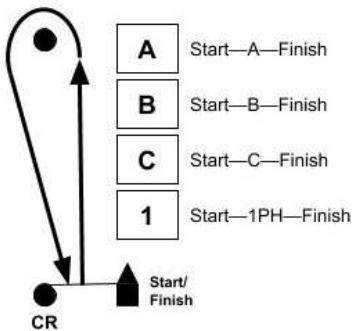 A Start—A—Finish
B Start—B—Finish
C Start—C—Finish
1 Start—1PH—Finish
Start/
Finish
CR